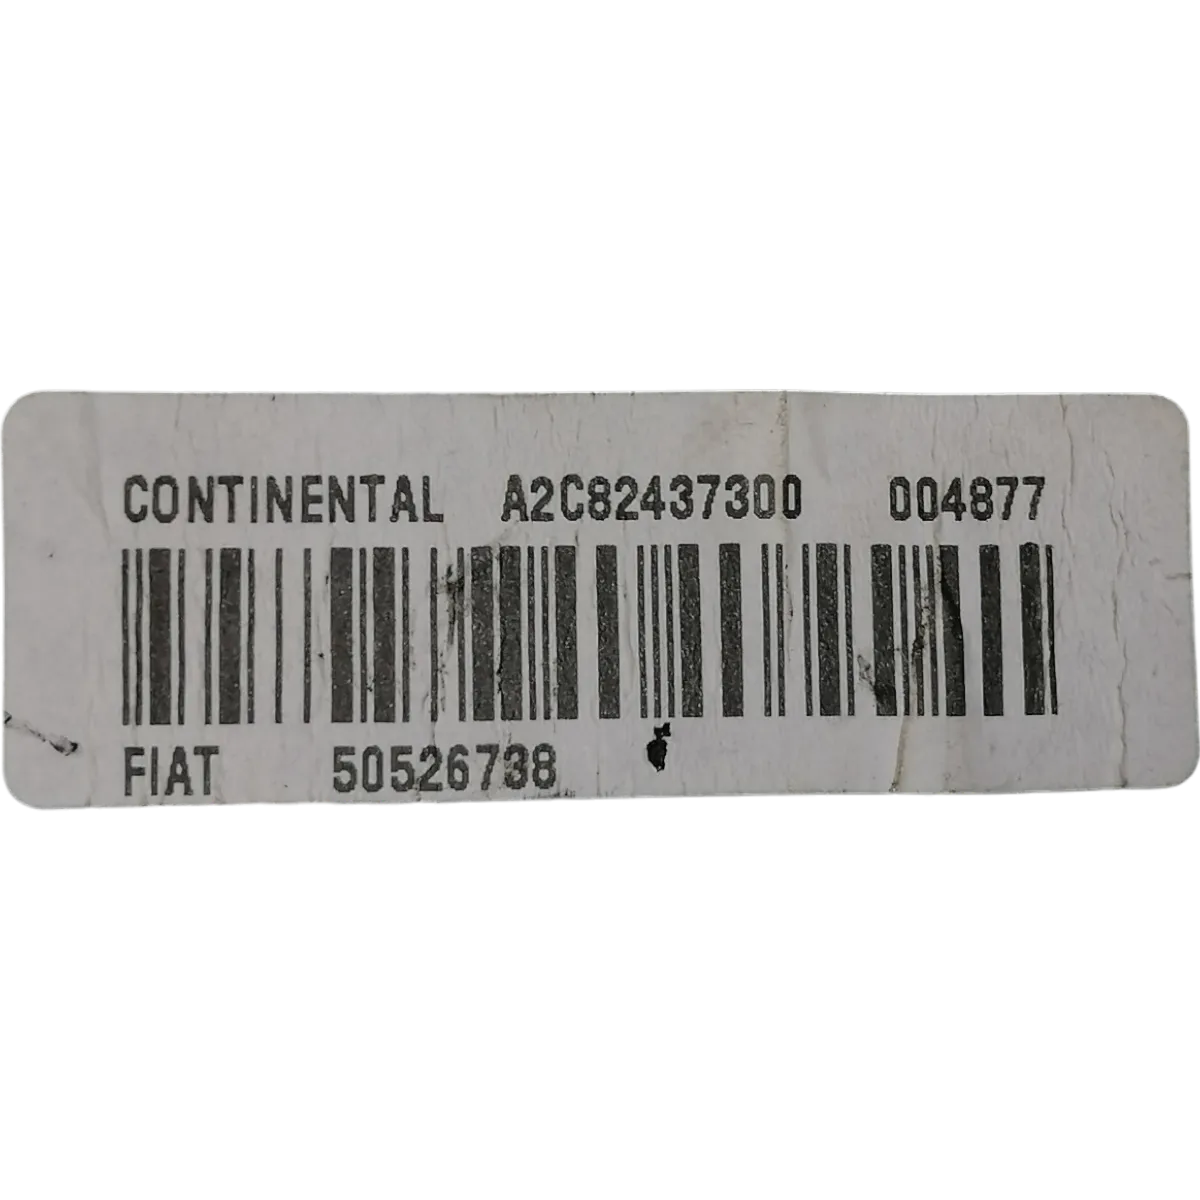 CONTINENTAL A2C82437300 004877
FIAT 50526738